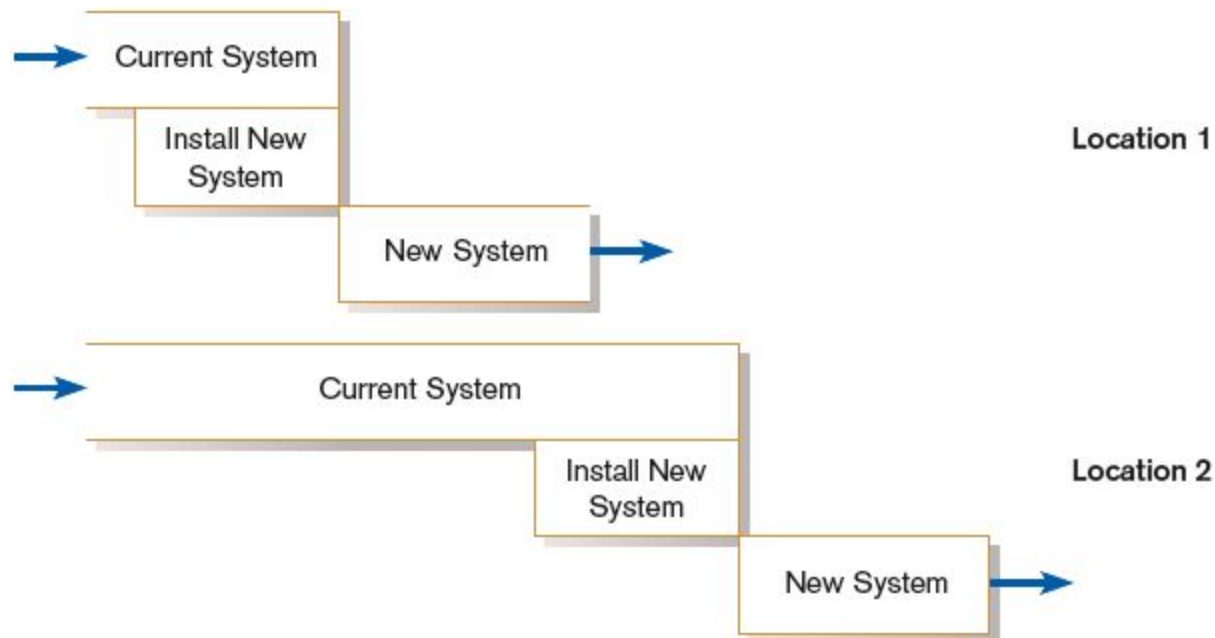 Current System
Install New
System
Location 1
New System
Current System
Install New
System
Location 2
New System